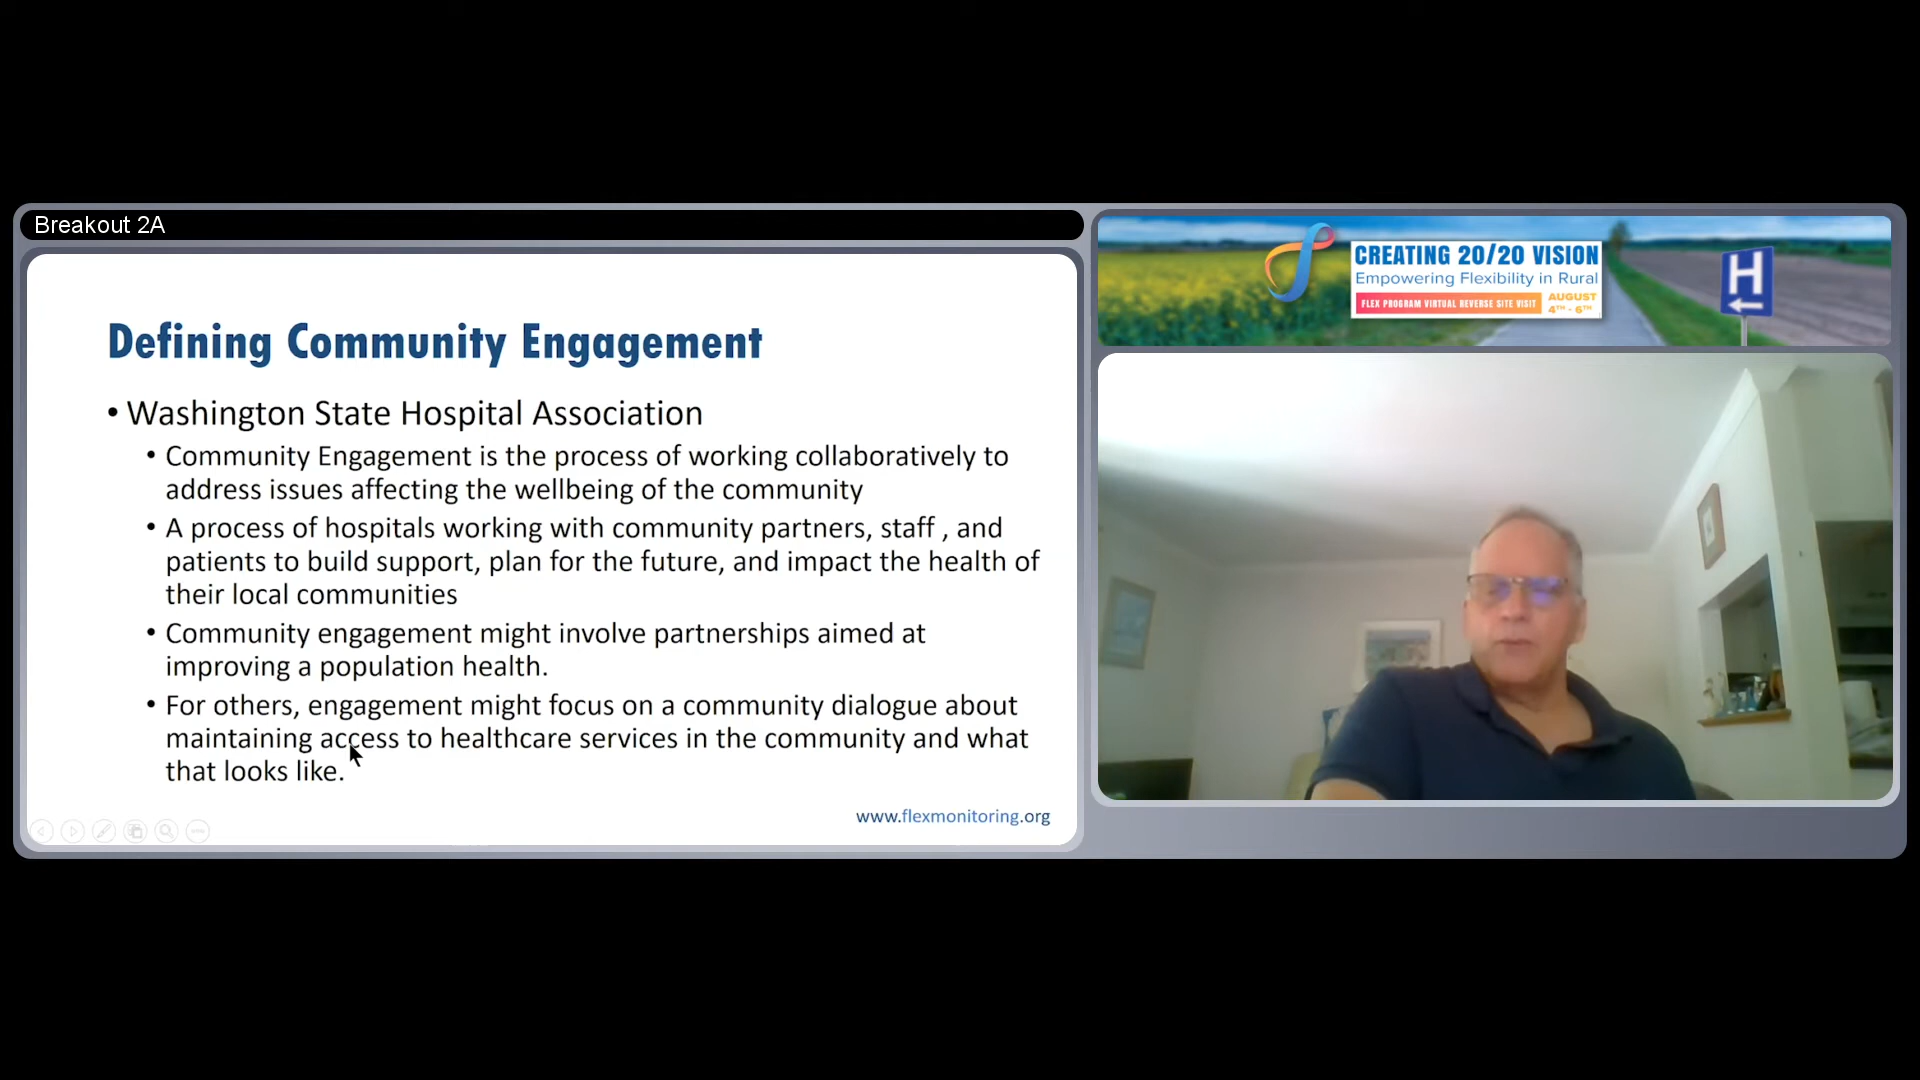 Breakout 2A
Defining Community Engagement
• Washington State Hospital Association
• Community Engagement is the process of working collaboratively to
address issues affecting the wellbeing of the community
• A process of hospitals working with community partners, staff , and
patients to build support, plan for the future, and impact the health of
their local communities
• Community engagement might involve partnerships aimed at
improving a population health.
• For others, engagement might focus on a community dialogue about
maintaining access to healthcare services in the community and what
that looks like.
www.flexmonitoring.org
CREATING 20/20 VISION
Empowering Flexibility in Rural
FLEX PROGRAM VIRTUAL REVERSE SITE VISIT
AUGUST
4TH - 6TH
H